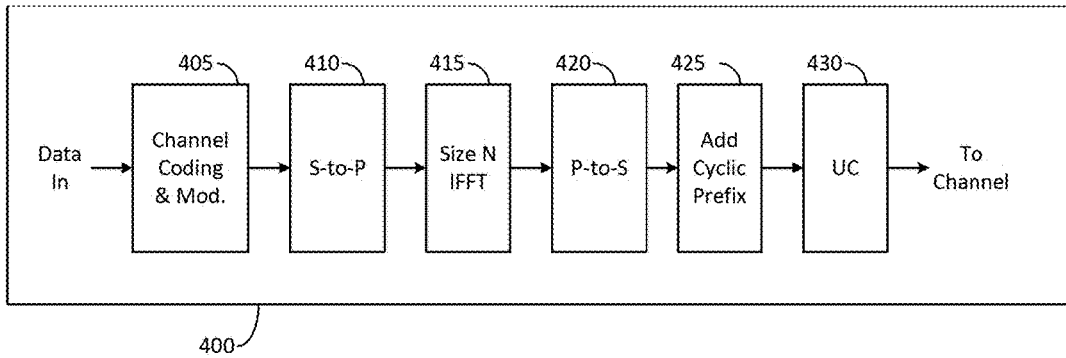 405
410
415
420
425
430
Data
In
Channel
Coding
& Mod.
S-to-P
Size N
IFFT
P-to-S
Add
Cyclic
Prefix
UC
To
Channel
400